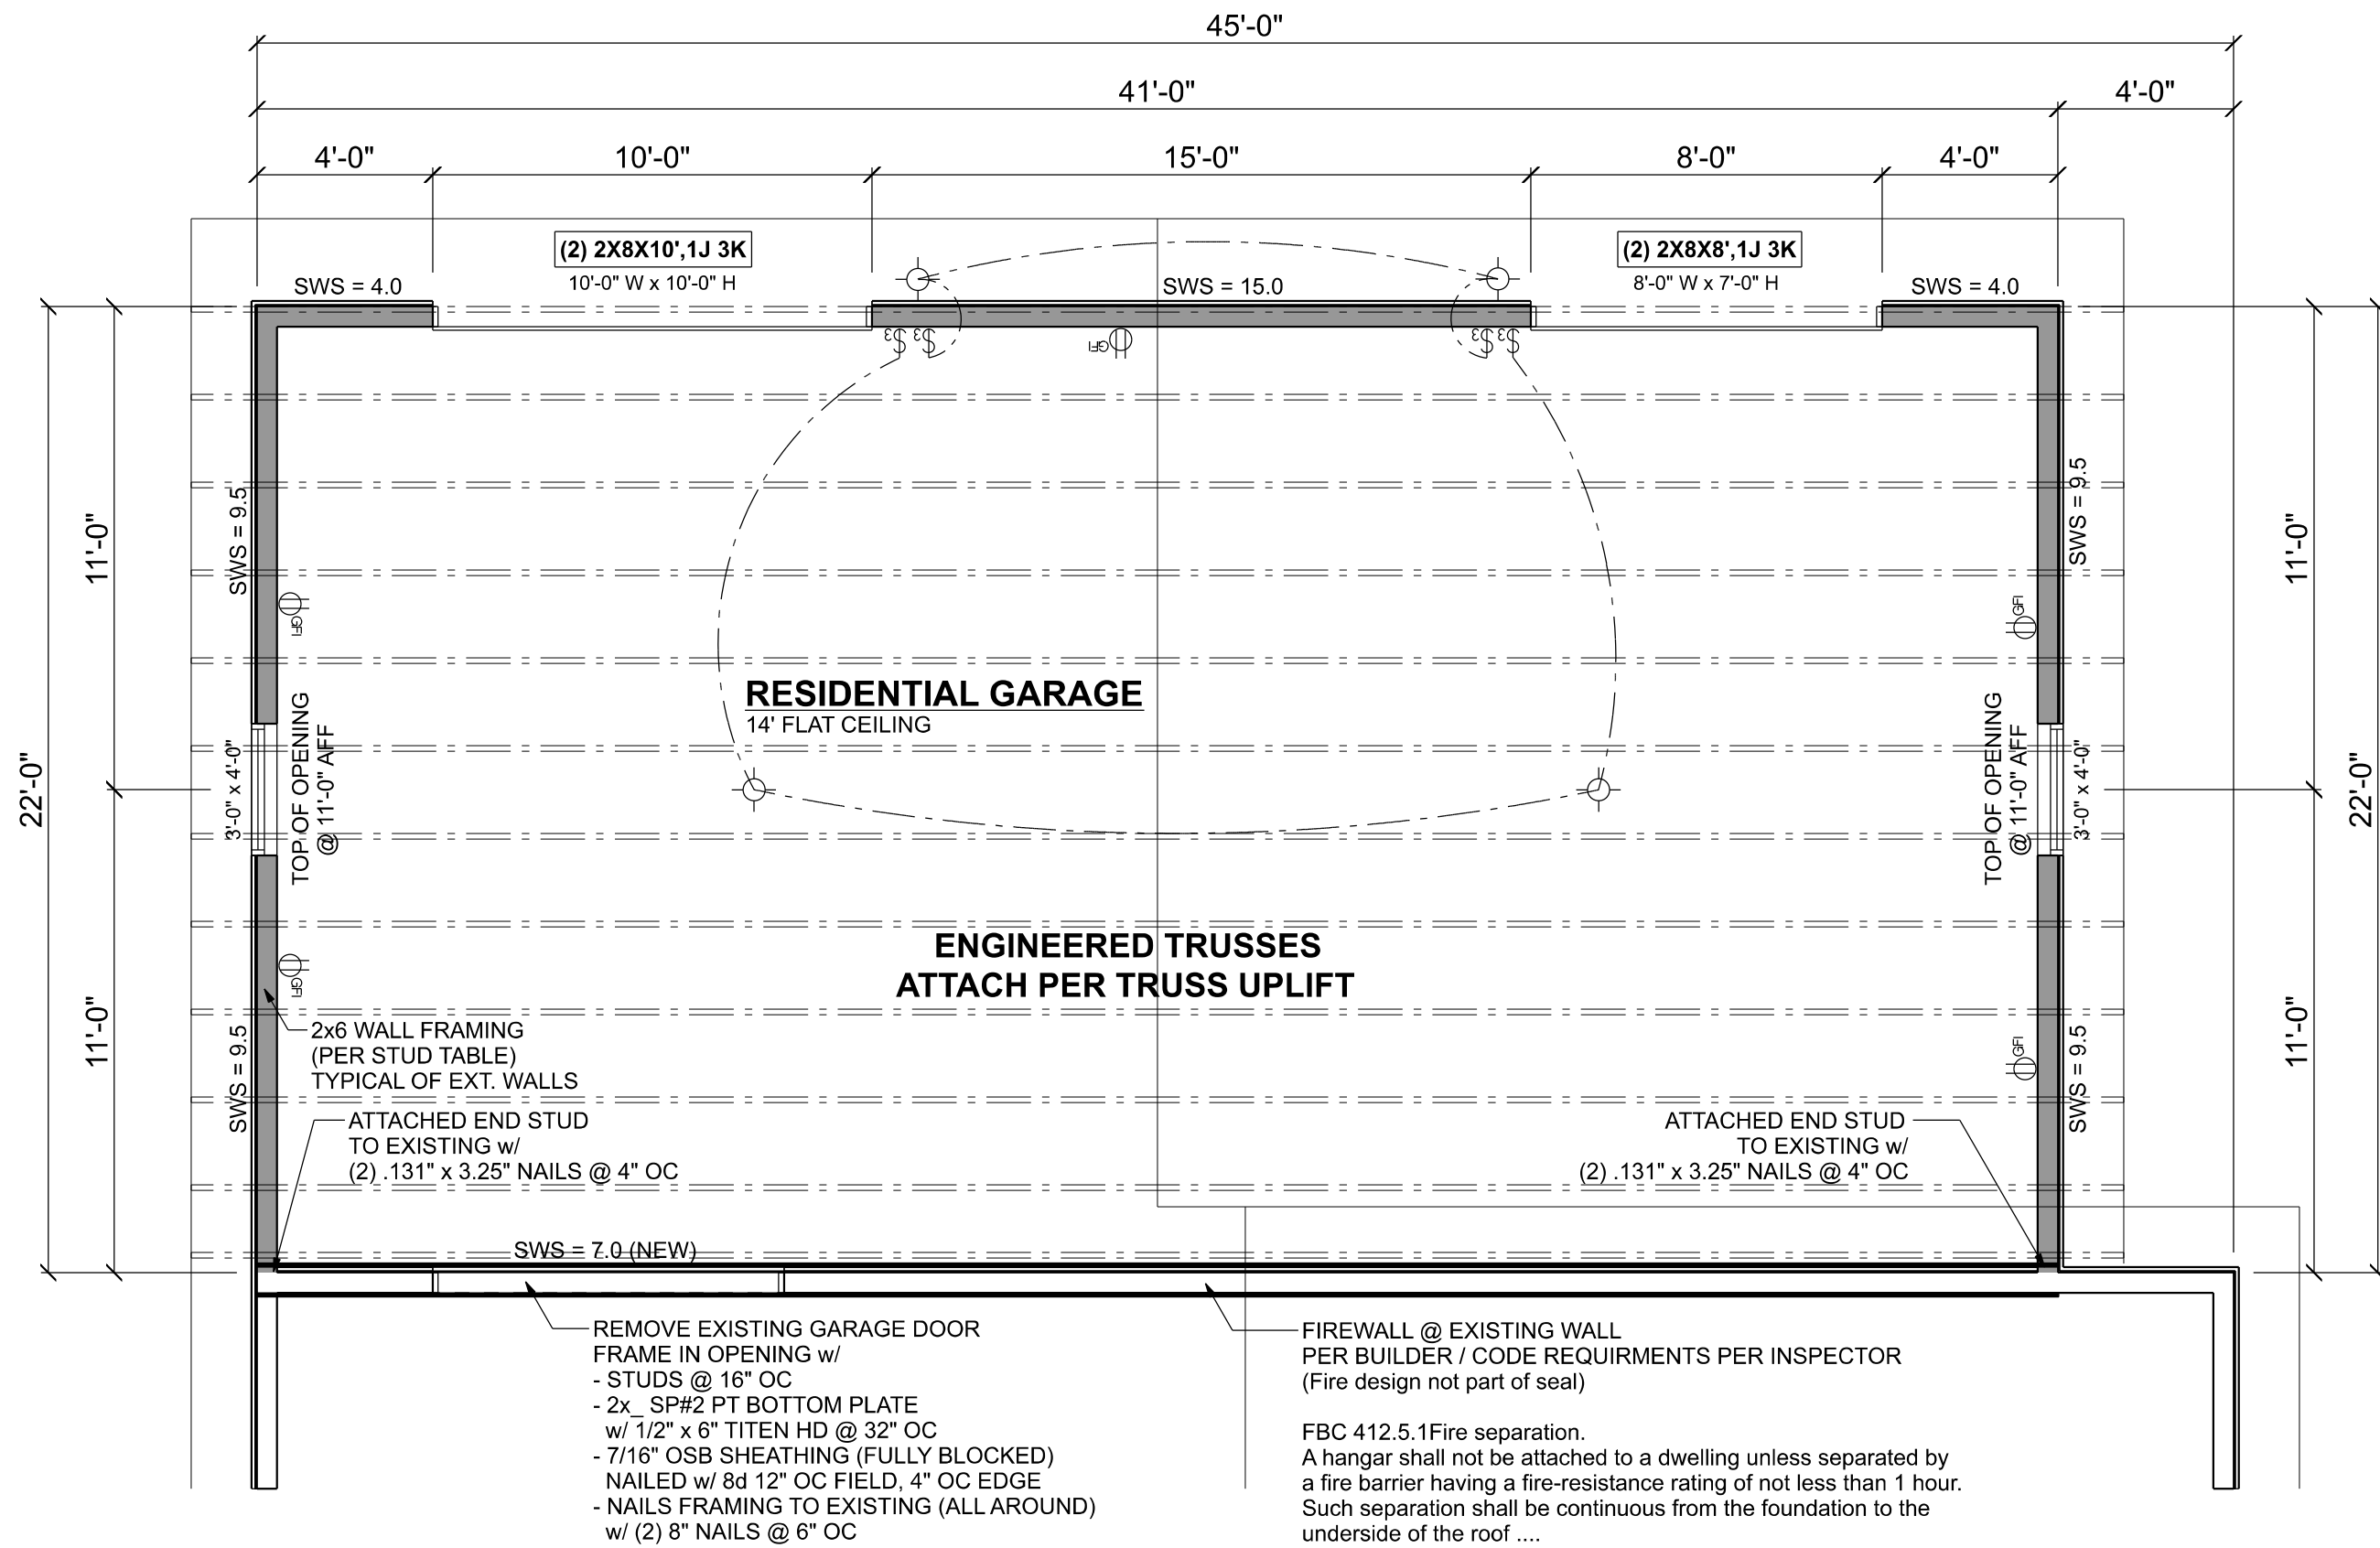 45'-0"
41'-0"
4'-0"
4'-0"
10'-0"
15'-0"
8'-0"
4'-0"
(2) 2X8X10',1J 3K
10'-0" W x 10'-0" H
(2) 2X8X8',1J 3K
8'-0" W x 7'-0" H
SWS = 4.0
SWS = 15.0
SWS = 4.0
$3 $3
GFI
$3 $3
22'-0"
11'-0"
11'-0"
SWS = 9.5
GFI
3'-0" x 4'-0"
TOP OF OPENING
@ 11'-0" AFF
GFI
SWS = 9.5
RESIDENTIAL GARAGE
14' FLAT CEILING
ENGINEERED TRUSSES
ATTACH PER TRUSS UPLIFT
SWS = 9.5
GFI
TOP OF OPENING
@ 11'-0" AFF
3'-0" x 4'-0"
GFI
SWS = 9.5
11'-0"
11'-0"
22'-0"
2x6 WALL FRAMING
(PER STUD TABLE)
TYPICAL OF EXT. WALLS
ATTACHED END STUD
TO EXISTING w/
(2) .131" x 3.25" NAILS @ 4" OC
ATTACHED END STUD
TO EXISTING w/
(2) .131" x 3.25" NAILS @ 4" OC
SWS = 7.0 (NEW)
REMOVE EXISTING GARAGE DOOR
FRAME IN OPENING w/
- STUDS @ 16" OC
- 2x_ SP#2 PT BOTTOM PLATE
w/ 1/2" x 6" TITEN HD @ 32" OC
- 7/16" OSB SHEATHING (FULLY BLOCKED)
NAILED w/ 8d 12" OC FIELD, 4" OC EDGE
- NAILS FRAMING TO EXISTING (ALL AROUND)
w/ (2) 8" NAILS @ 6" OC
FIREWALL @ EXISTING WALL
PER BUILDER / CODE REQUIRMENTS PER INSPECTOR
(Fire design not part of seal)
FBC 412.5.1Fire separation.
A hangar shall not be attached to a dwelling unless separated by
a fire barrier having a fire-resistance rating of not less than 1 hour.
Such separation shall be continuous from the foundation to the
underside of the roof ....